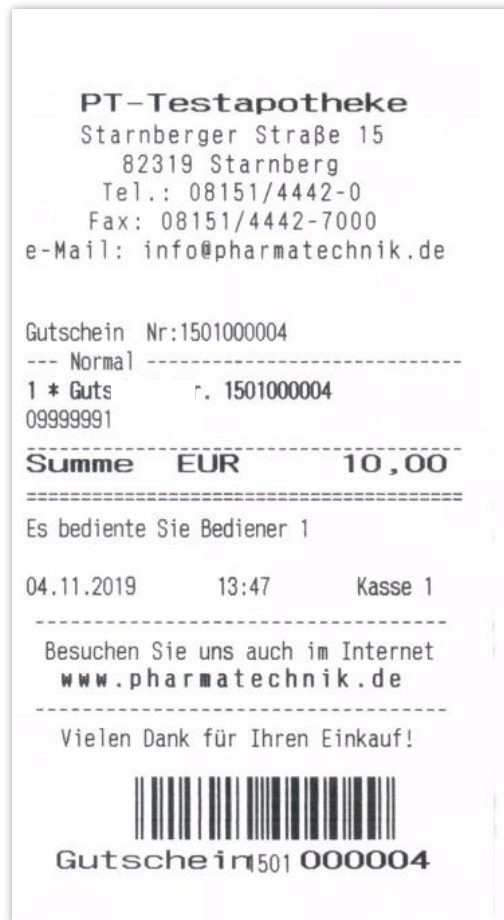 PT-Testapotheke
Starnberger Straße 15
82319 Starnberg
Tel.: 08151/4442-0
Fax: 08151/4442-7000
e-Mail: info@pharmatechnik.de
Gutschein Nr:1501000004
--- Normal -----------------------------
1 * Guts r. 1501000004
09999991
Summe EUR 10,00
Es bediente Sie Bediener 1
04.11.2019 13:47 Kasse 1
Besuchen Sie uns auch im Internet
www.pharmatechnik.de
Vielen Dank für Ihren Einkauf!
Gutschein 1501 000004